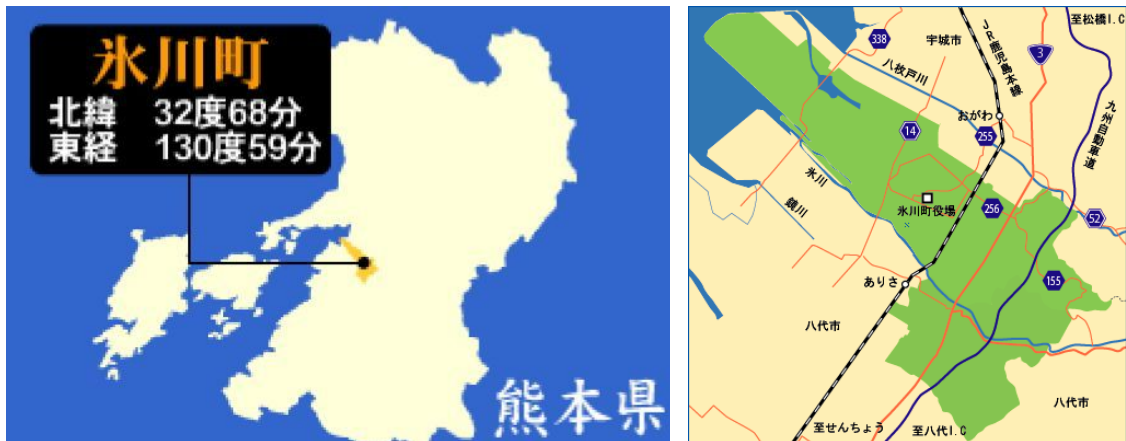 氷川町
北緯 32度68分
東経 130度59分
熊本県
至松橋I.C
338
宇城市
JR鹿児島本線
3
八枚戸川
九州自動車道
おがわ
14
255
氷川
鏡川
氷川町役場
256
52
ありさ
155
八代市
八代市
至せんちょう
至八代I.C